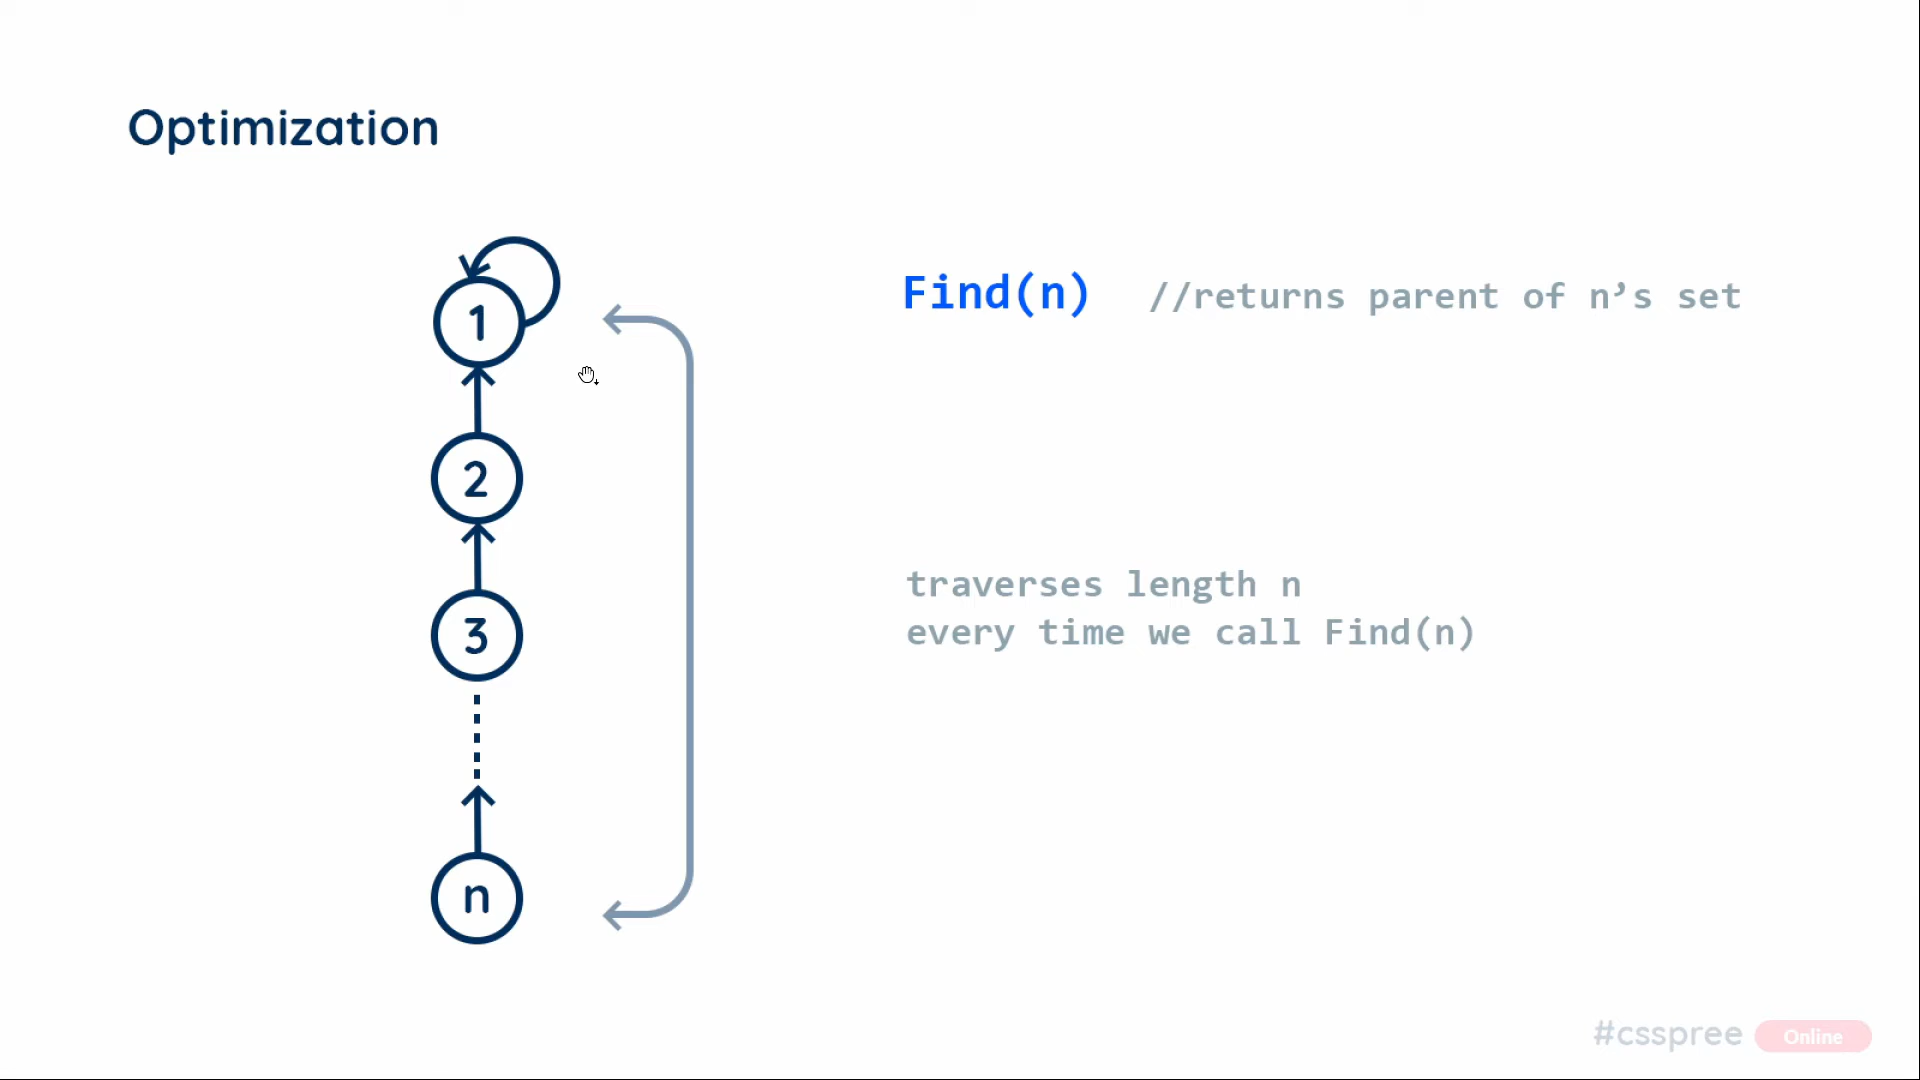 Optimization
1
2
3
n
Find(n) //returns parent of n’s set
traverses length n
every time we call Find(n)
#csspree Online